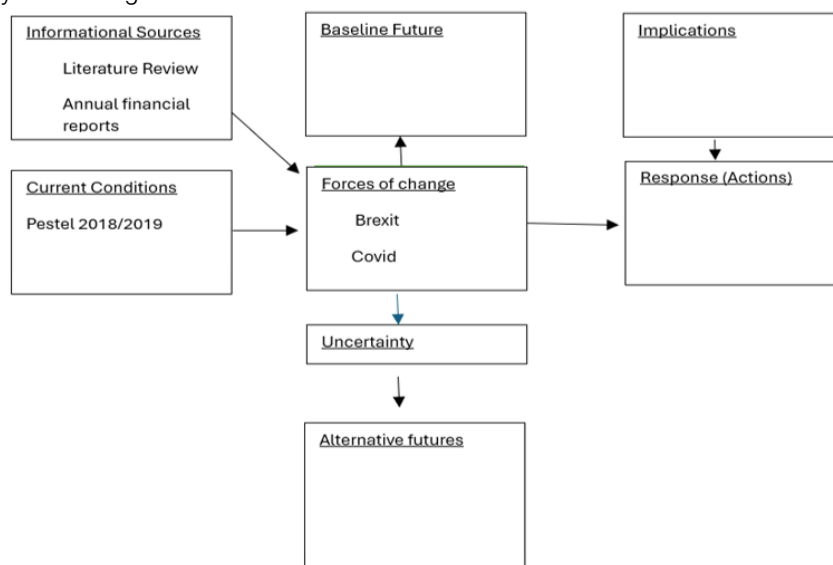 Informational Sources
Literature Review
Annual financial
reports
Current Conditions
Pestel 2018/2019
Baseline Future
Forces of change
Brexit
Covid
Uncertainty
Alternative futures
Implications
Response (Actions)